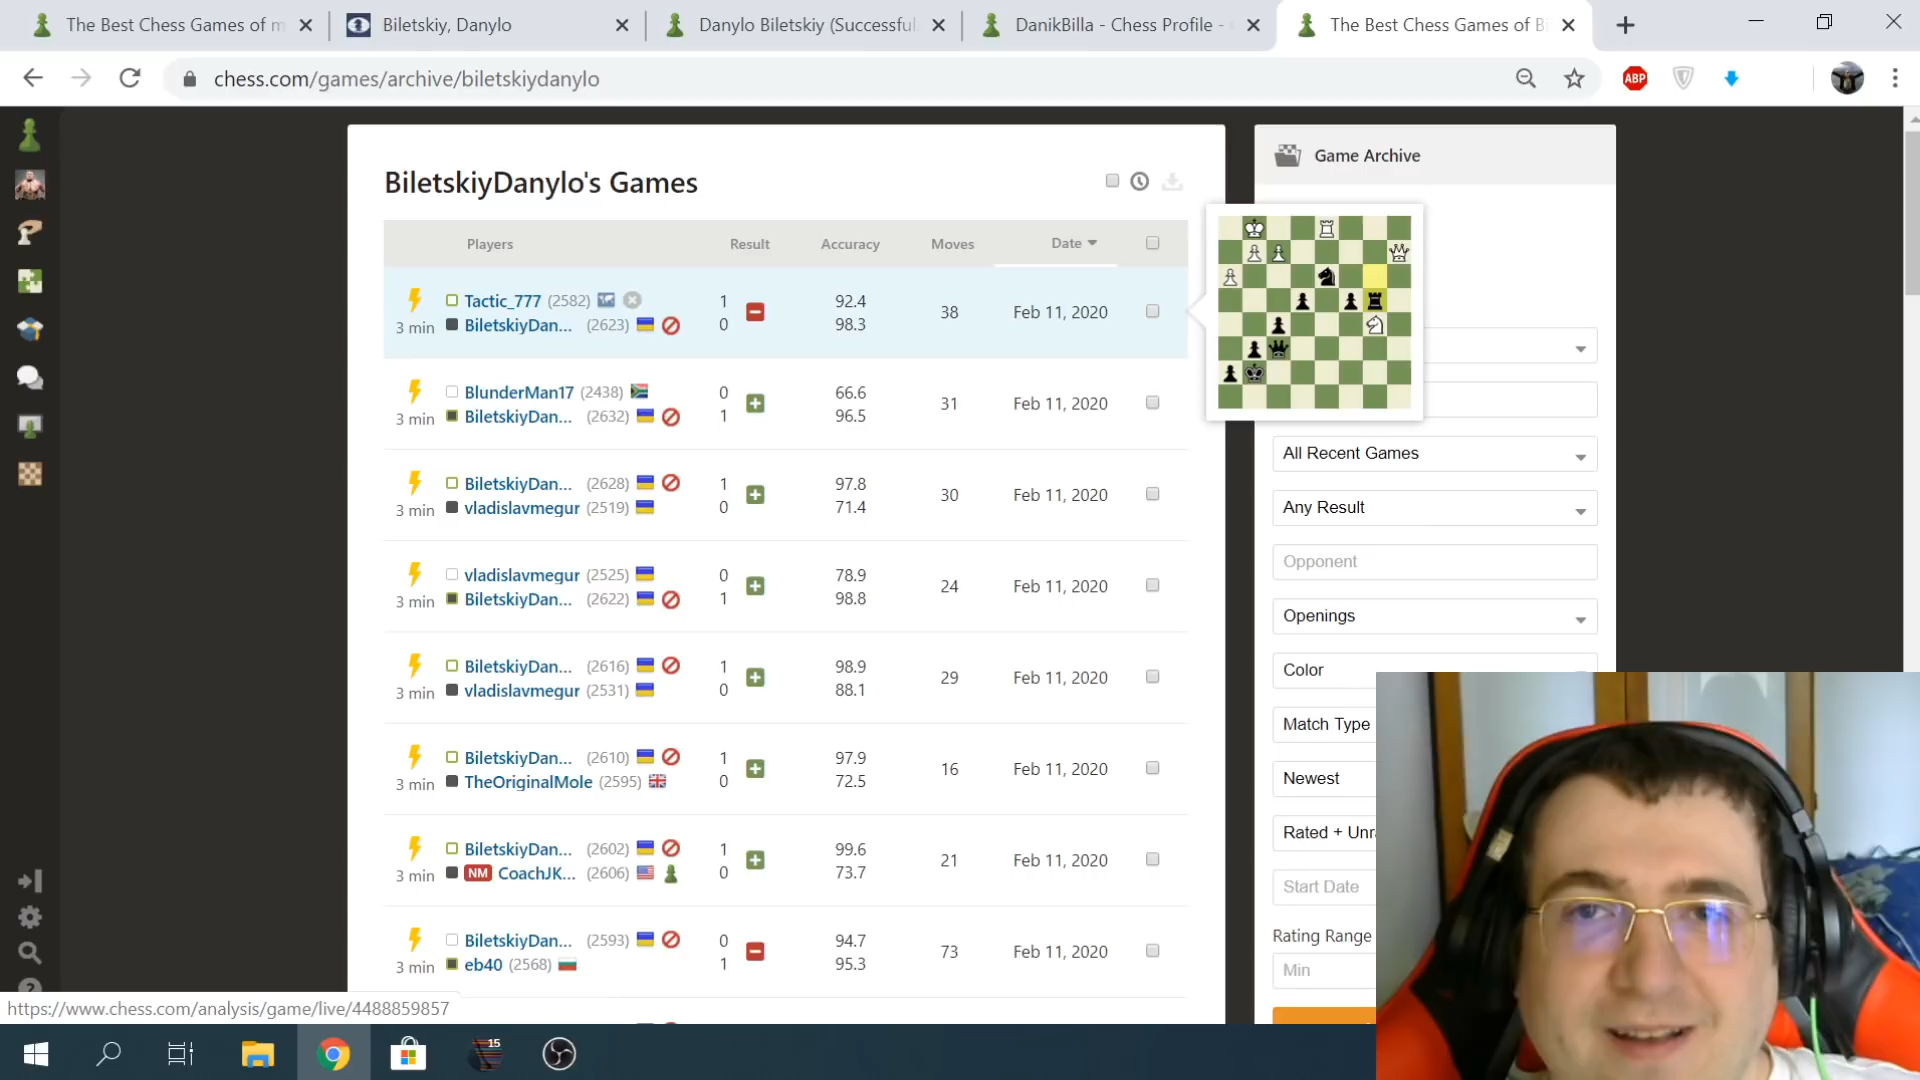 The Best Chess Games of m
Biletskiy, Danylo
Danylo Biletskiy (Successful
DanikBilla - Chess Profile -
The Best Chess Games of B
chess.com/games/archive/biletskiydanylo
ABP
BiletskiyDanylo's Games
Game Archive
Players Result Accuracy Moves Date
3 min
Tactic_777 (2582) 1 92.4
BiletskiyDan... (2623) 0 98.3
38 Feb 11, 2020
3 min
BlunderMan17 (2438) 0 66.6
BiletskiyDan... (2632) 1 96.5
31 Feb 11, 2020
3 min
BiletskiyDan... (2628) 1 97.8
vladislavmegur (2519) 0 71.4
30 Feb 11, 2020
3 min
vladislavmegur (2525) 0 78.9
BiletskiyDan... (2622) 1 98.8
24 Feb 11, 2020
3 min
BiletskiyDan... (2616) 1 98.9
vladislavmegur (2531) 0 88.1
29 Feb 11, 2020
3 min
BiletskiyDan... (2610) 1 97.9
TheOriginalMole (2595) 0 72.5
16 Feb 11, 2020
3 min
BiletskiyDan... (2602) 1 99.6
NM CoachJK... (2606) 0 73.7
21 Feb 11, 2020
3 min
BiletskiyDan... (2593) 0 94.7
eb40 (2568) 1 95.3
73 Feb 11, 2020
All Recent Games
Any Result
Opponent
Openings
Color
Match Type
Newest
Rated + Unra
Start Date
Rating Range
Min
https://www.chess.com/analysis/game/live/4488859857
15